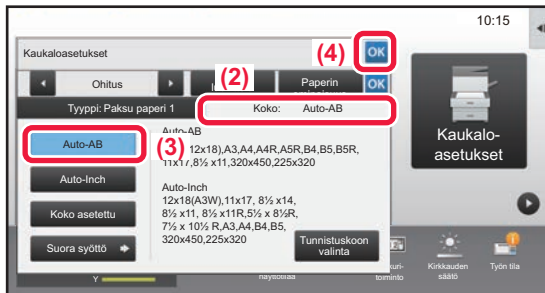 10:15
Kaukaloasetukset
(4)
OK
Ohitus
(2)
Paperin
OK
Tyyppi: Paksu paperi 1
Koko: Auto-AB
Auto-AB
(3)
Auto-AB
12x18),A3,A4,A4R,A5R,B4,B5,B5R,
11x17,8½ x11,320x450,225x320
Auto-Inch
Auto-Inch
12x18(A3W),11x17, 8½ x14,
8½ x11, 8½ x11R,5½ x 8½R,
7½ x 10½ R,A3,A4,B4,B5,
320x450,225x320
Koko asetettu
Suora syöttö
Tunnistuskoon
valinta
Kaukalo-
asetukset
Y
näyttötilaa
kuri-
toiminto
Kirkkauden
säätö
Työn tila